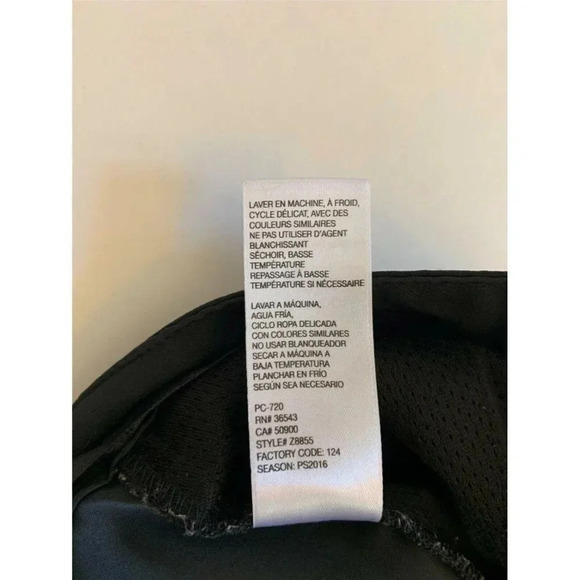 LAVER EN MACHINE, À FROID,
CYCLE DÉLICAT, AVEC DES
COULEURS SIMILAIRES
NE PAS UTILISER D'AGENT
BLANCHISSANT
SÉCHOIR, BASSE
TEMPÉRATURE
REPASSAGE À BASSE
TEMPÉRATURE SI NÉCESSAIRE
LAVAR A MÁQUINA,
AGUA FRÍA,
CICLO ROPA DELICADA
CON COLORES SIMILARES
NO USAR BLANQUEADOR
SECAR A MÁQUINA A
BAJA TEMPERATURA
PLANCHAR EN FRÍO
SEGÚN SEA NECESARIO
PC-720
RN# 36543
CA# 50900
STYLE# Z8855
FACTORY CODE: 124
SEASON: PS2016